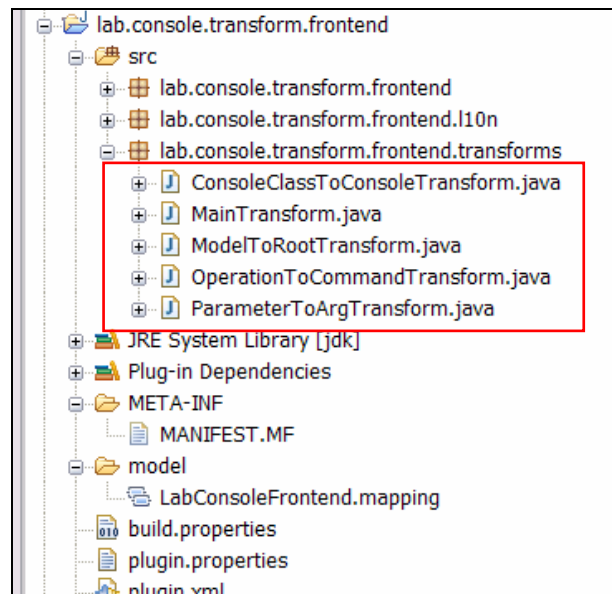 lab.console.transform.frontend
src
lab.console.transform.frontend
lab.console.transform.frontend.l10n
lab.console.transform.frontend.transforms
ConsoleClassToConsoleTransform.java
MainTransform.java
ModelToRootTransform.java
OperationToCommandTransform.java
ParameterToArgTransform.java
JRE System Library [jdk]
Plug-in Dependencies
META-INF
MANIFEST.MF
model
LabConsoleFrontend.mapping
build.properties
plugin.properties
plugin.xml